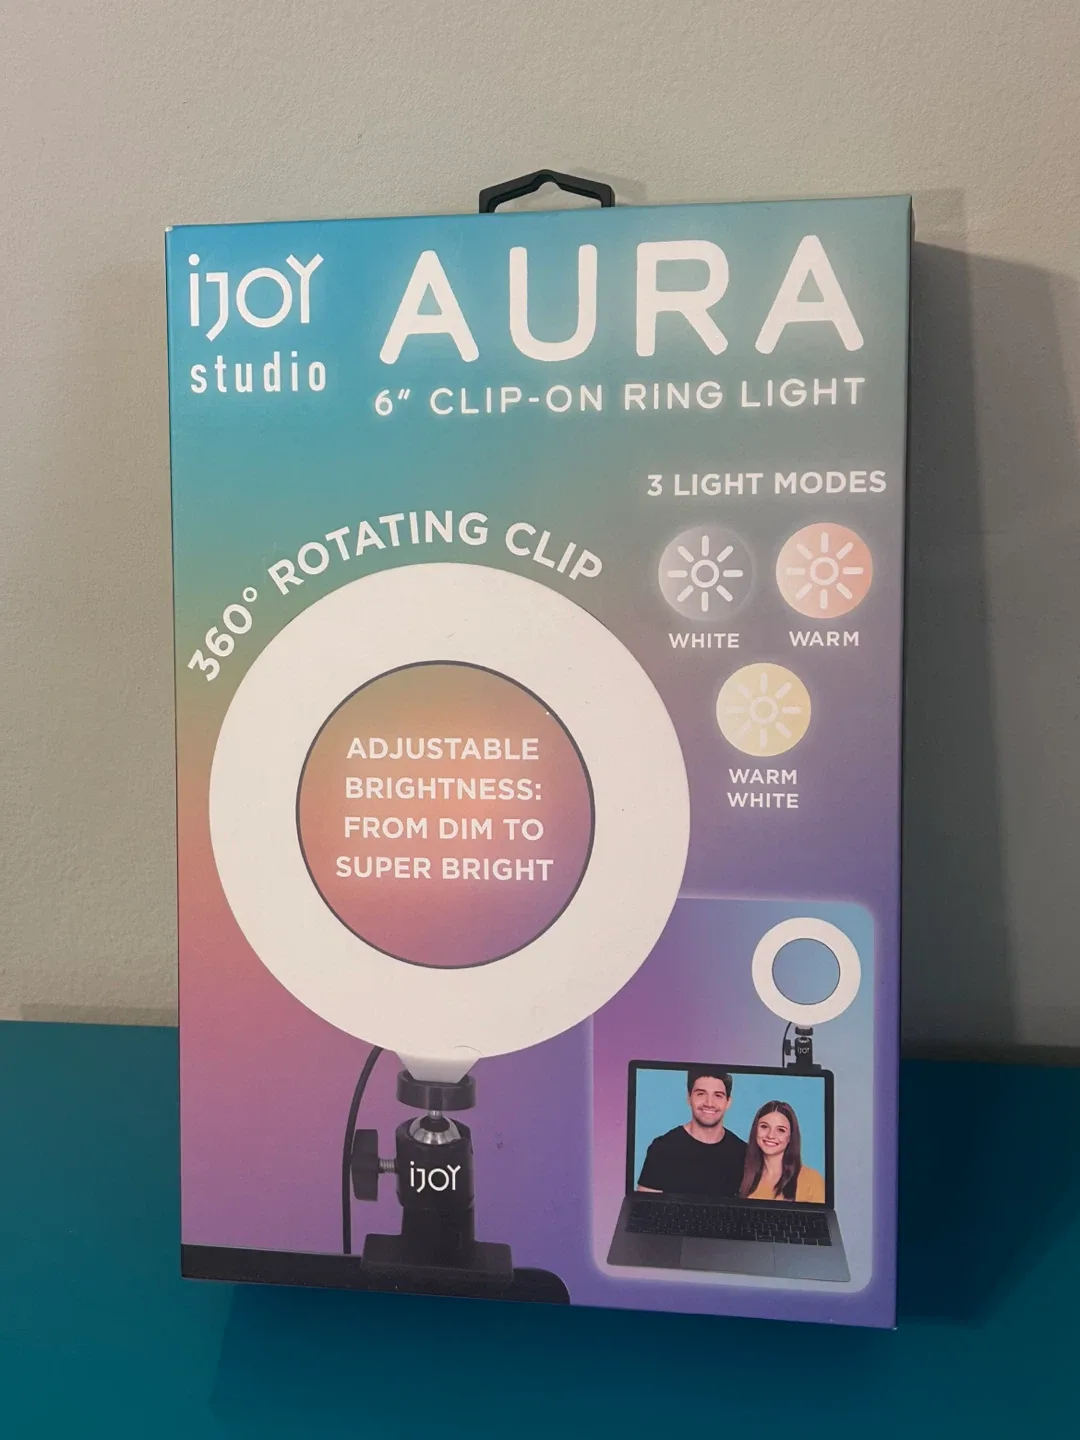 iJOY
studio
AURA
6” CLIP-ON RING LIGHT
3 LIGHT MODES
WHITE
WARM
WARM
WHITE
360° ROTATING CLIP
ADJUSTABLE
BRIGHTNESS:
FROM DIM TO
SUPER BRIGHT
iJOY
iJOY